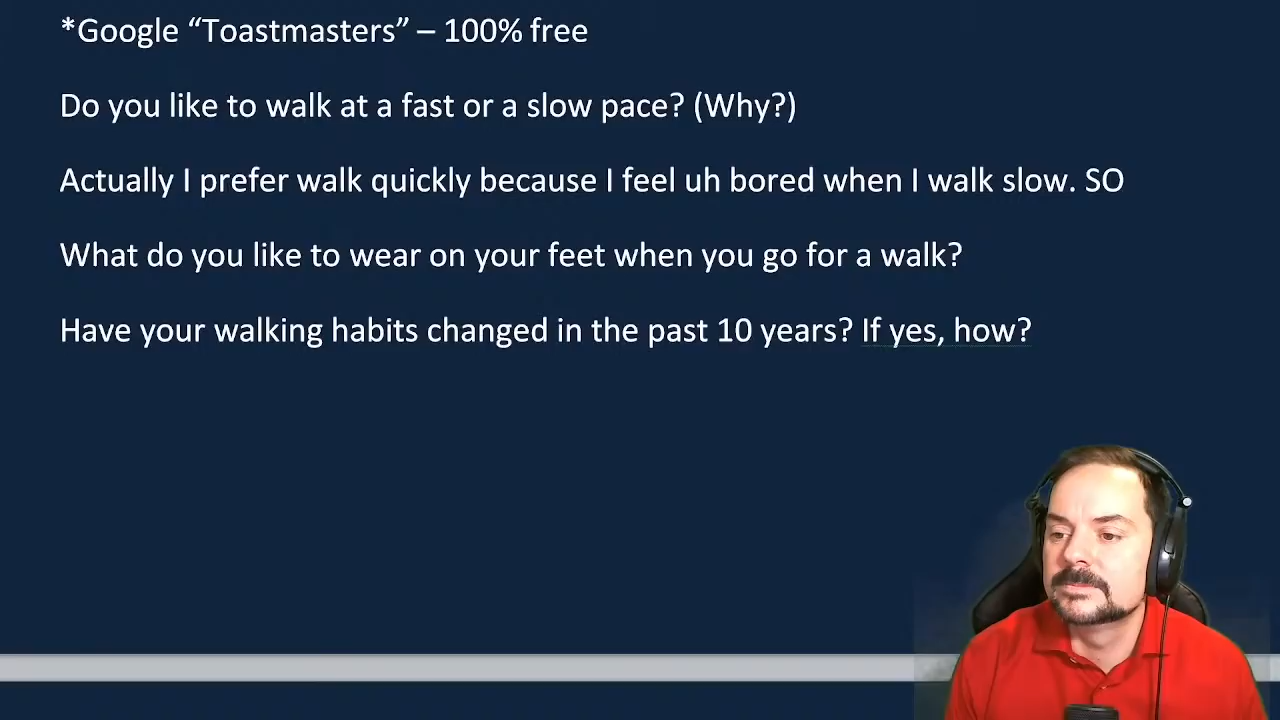 *Google “Toastmasters” – 100% free
Do you like to walk at a fast or a slow pace? (Why?)
Actually I prefer walk quickly because I feel uh bored when I walk slow. SO
What do you like to wear on your feet when you go for a walk?
Have your walking habits changed in the past 10 years? If yes, how?